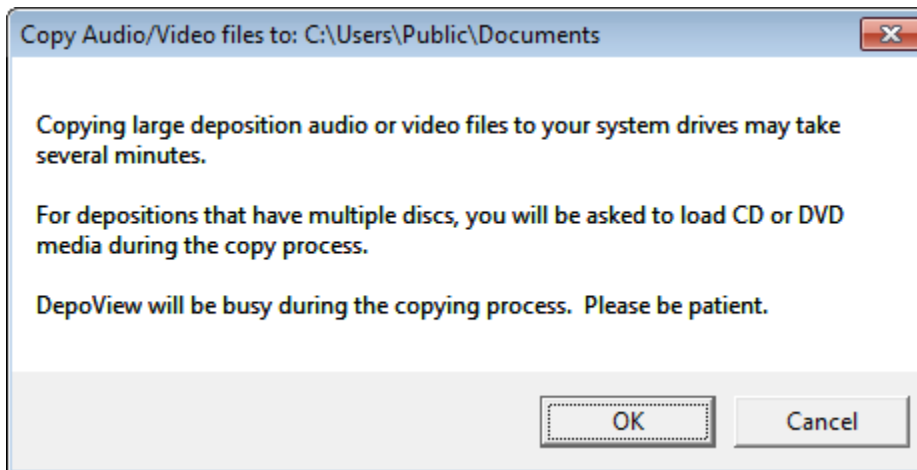 Copy Audio/Video files to: C:\Users\Public\Documents
Copying large deposition audio or video files to your system drives may take
several minutes.
For depositions that have multiple discs, you will be asked to load CD or DVD
media during the copy process.
DepoView will be busy during the copying process.  Please be patient.
OK
Cancel